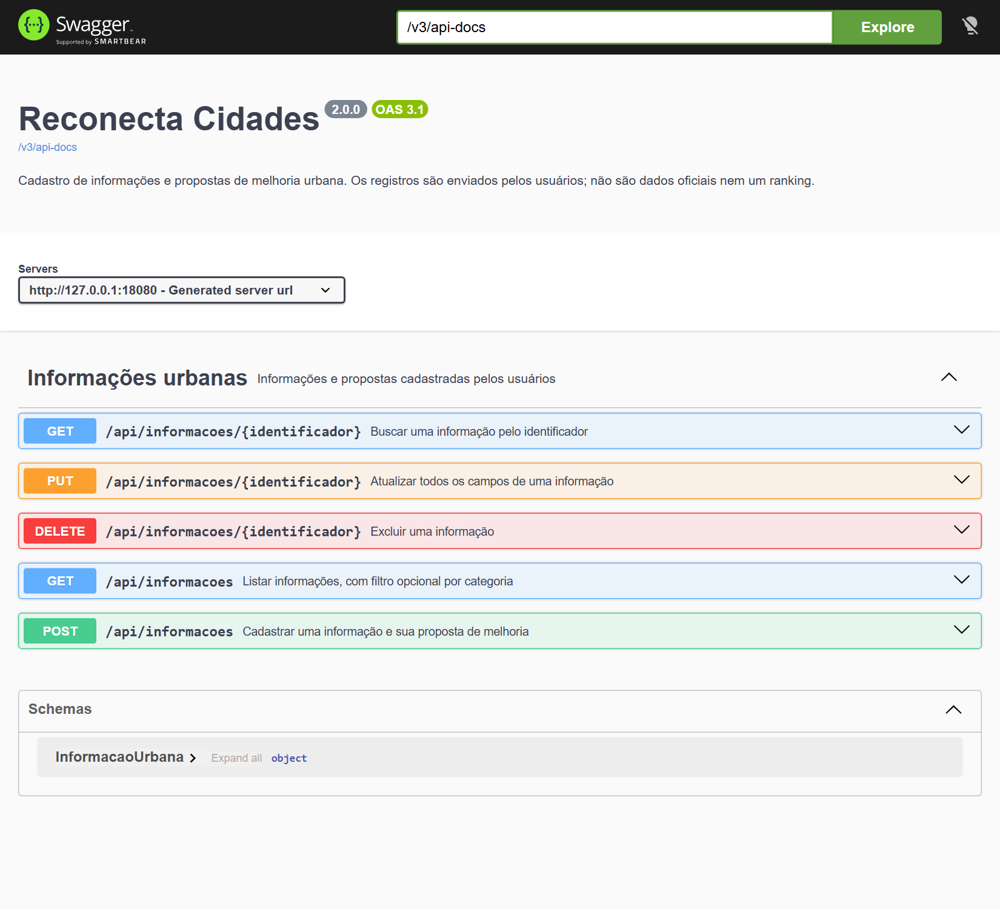 {···} Swagger™
Supported by SMARTBEAR
/v3/api-docs
Explore
Reconecta Cidades 2.0.0 OAS 3.1
/v3/api-docs
Cadastro de informações e propostas de melhoria urbana. Os registros são enviados pelos usuários; não são dados oficiais nem um ranking.
Servers
http://127.0.0.1:18080 - Generated server url
Informações urbanas Informações e propostas cadastradas pelos usuários
GET /api/informacoes/{identificador} Buscar uma informação pelo identificador
PUT /api/informacoes/{identificador} Atualizar todos os campos de uma informação
DELETE /api/informacoes/{identificador} Excluir uma informação
GET /api/informacoes Listar informações, com filtro opcional por categoria
POST /api/informacoes Cadastrar uma informação e sua proposta de melhoria
Schemas
InformacaoUrbana Expand all object